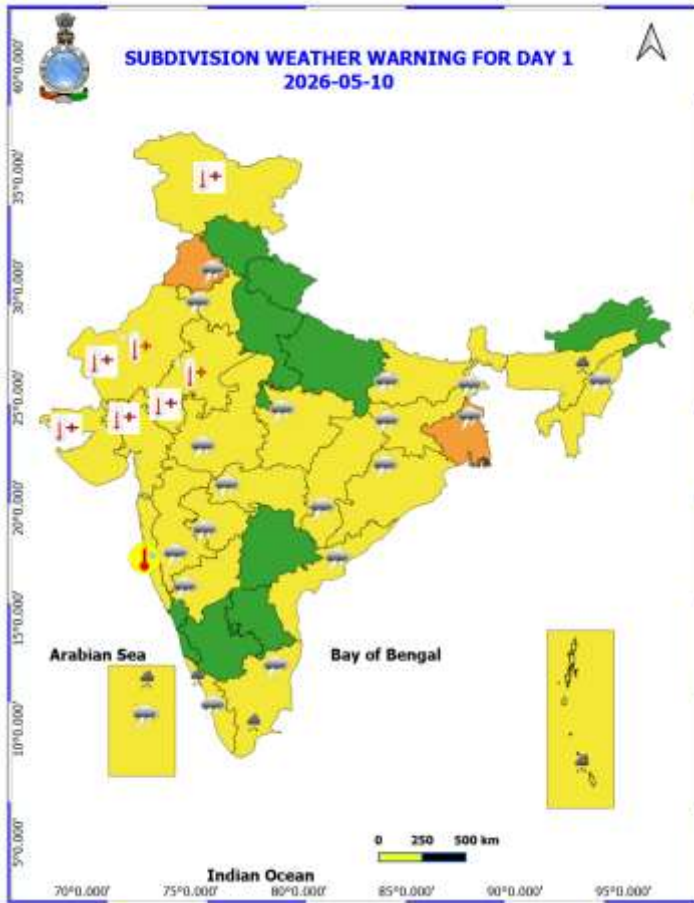 SUBDIVISION WEATHER WARNING FOR DAY 1
2026-05-10
40°0.000'
35°0.000'
30°0.000'
25°0.000'
20°0.000'
15°0.000'
10°0.000'
5°0.000'
Arabian Sea
Bay of Bengal
0 250 500 km
Indian Ocean
70°0.000' 75°0.000' 80°0.000' 85°0.000' 90°0.000' 95°0.000'